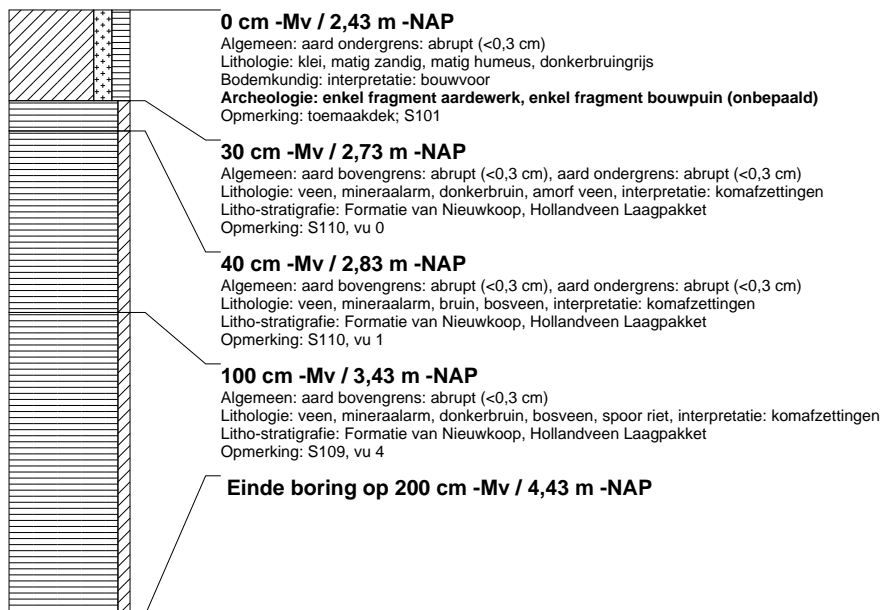 0 cm -Mv / 2,43 m -NAP
Algemeen: aard ondergrens: abrupt (<0,3 cm)
Lithologie: klei, matig zandig, matig humeus, donkerbruingrijs
Bodemkundig: interpretatie: bouwvoor
Archeologie: enkel fragment aardewerk, enkel fragment bouwpuin (onbepaald)
Opmerking: toemaakdek; S101
30 cm -Mv / 2,73 m -NAP
Algemeen: aard bovengrens: abrupt (<0,3 cm), aard ondergrens: abrupt (<0,3 cm)
Lithologie: veen, mineraalarm, donkerbruin, amorf veen, interpretatie: komafzettingen
Litho-stratigrafie: Formatie van Nieuwkoop, Hollandveen Laagpakket
Opmerking: S110, vu 0
40 cm -Mv / 2,83 m -NAP
Algemeen: aard bovengrens: abrupt (<0,3 cm), aard ondergrens: abrupt (<0,3 cm)
Lithologie: veen, mineraalarm, bruin, bosveen, interpretatie: komafzettingen
Litho-stratigrafie: Formatie van Nieuwkoop, Hollandveen Laagpakket
Opmerking: S110, vu 1
100 cm -Mv / 3,43 m -NAP
Algemeen: aard bovengrens: abrupt (<0,3 cm)
Lithologie: veen, mineraalarm, donkerbruin, bosveen, spoor riet, interpretatie: komafzettingen
Litho-stratigrafie: Formatie van Nieuwkoop, Hollandveen Laagpakket
Opmerking: S109, vu 4
Einde boring op 200 cm -Mv / 4,43 m -NAP